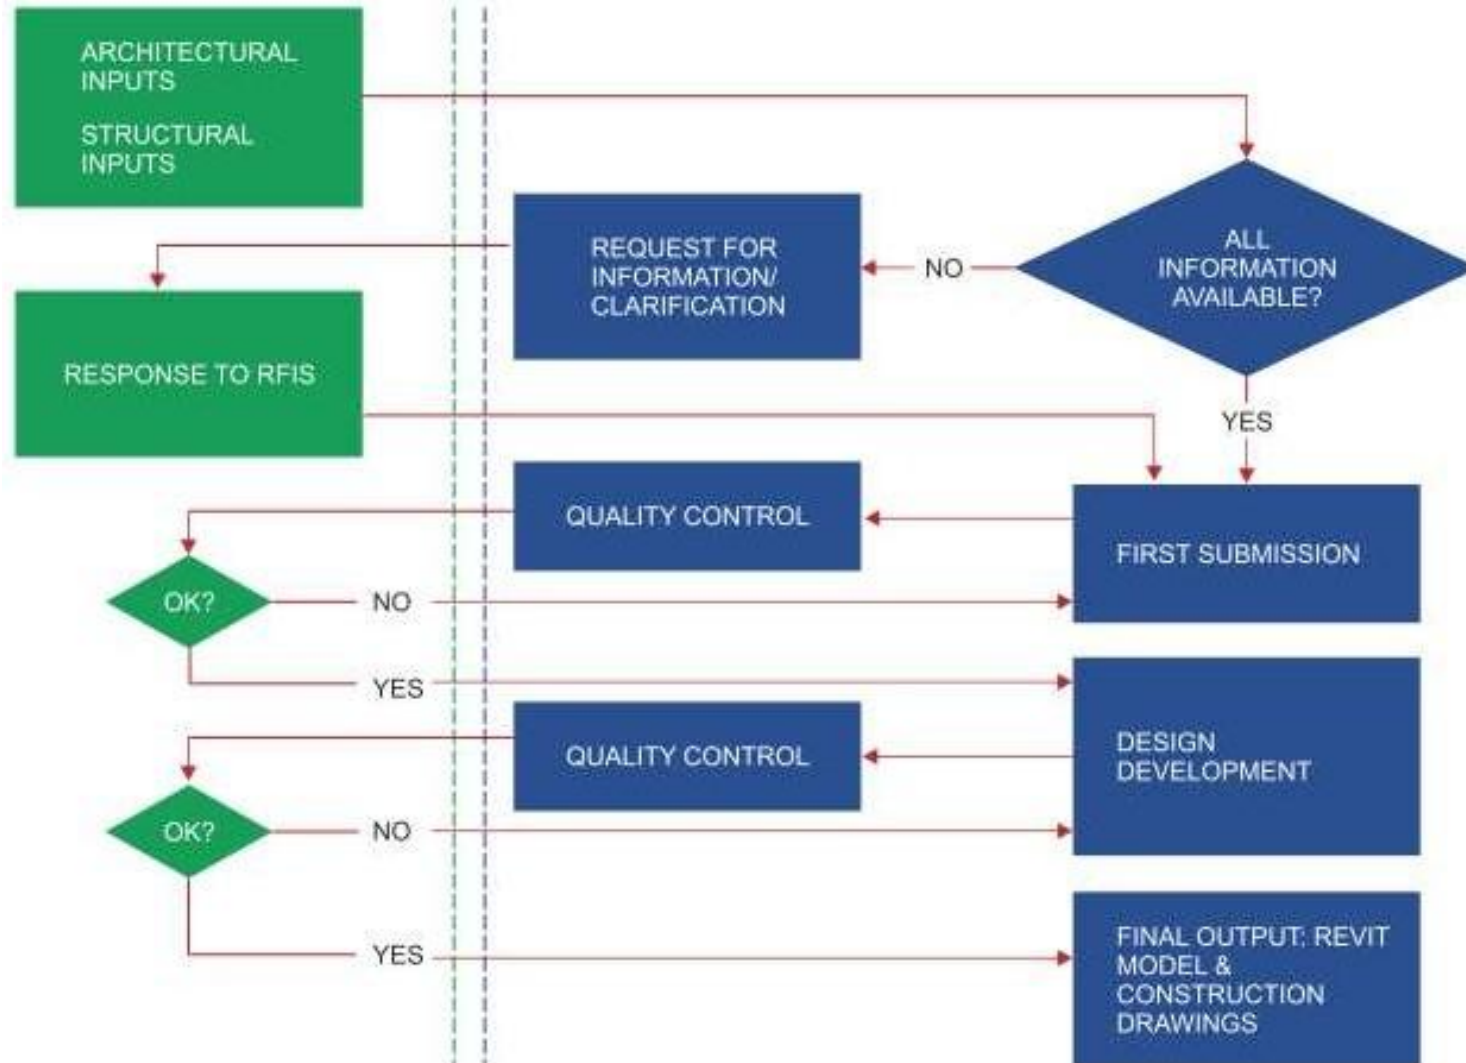 ARCHITECTURAL
INPUTS
STRUCTURAL
INPUTS
REQUEST FOR
INFORMATION/
CLARIFICATION
NO
ALL
INFORMATION
AVAILABLE?
RESPONSE TO RFIS
YES
QUALITY CONTROL
FIRST SUBMISSION
OK?
NO
YES
QUALITY CONTROL
DESIGN
DEVELOPMENT
OK?
NO
YES
FINAL OUTPUT: REVIT
MODEL &
CONSTRUCTION
DRAWINGS